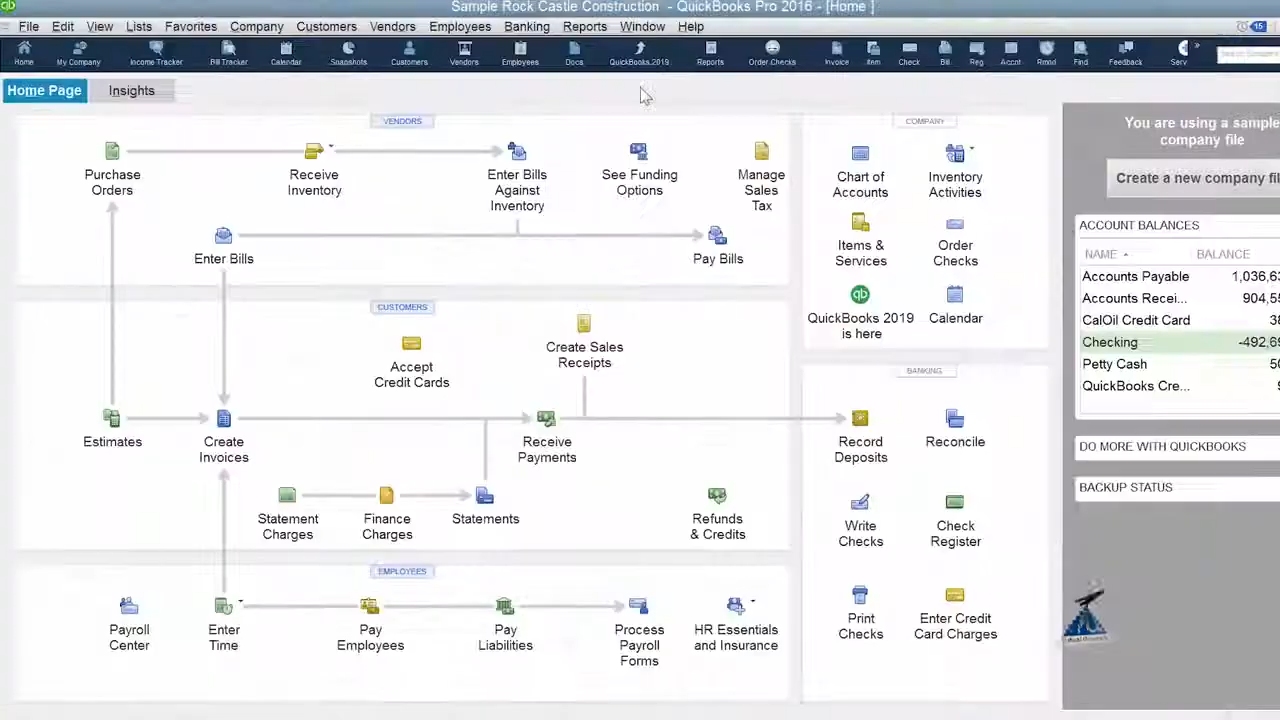 Sample Rock Castle Construction - QuickBooks Pro 2016 - [Home ]
File Edit View Lists Favorites Company Customers Vendors Employees Banking Reports Window Help
15
Home My Company Income Tracker Bill Tracker Calendar Snapshots Customers Vendors Employees Docs QuickBooks 2019 Reports Order Checks Invoice Item Check Bill Reg Accnt Rmnd Find Feedback Serv
Home Page Insights
VENDORS
Purchase Orders
Receive Inventory
Enter Bills Against Inventory
See Funding Options
Manage Sales Tax
Enter Bills
Pay Bills
CUSTOMERS
Accept Credit Cards
Create Sales Receipts
Estimates
Create Invoices
Receive Payments
Statement Charges
Finance Charges
Statements
Refunds & Credits
EMPLOYEES
Payroll Center
Enter Time
Pay Employees
Pay Liabilities
Process Payroll Forms
HR Essentials and Insurance
COMPANY
Chart of Accounts
Inventory Activities
Items & Services
Order Checks
qb
QuickBooks 2019 is here
Calendar
BANKING
Record Deposits
Reconcile
Write Checks
Check Register
Print Checks
Enter Credit Card Charges
You are using a sample
company file
Create a new company fil
ACCOUNT BALANCES
NAME BALANCE
Accounts Payable 1,036,63
Accounts Recei... 904,55
CalOil Credit Card 38
Checking -492,69
Petty Cash 50
QuickBooks Cre...
DO MORE WITH QUICKBOOKS
BACKUP STATUS